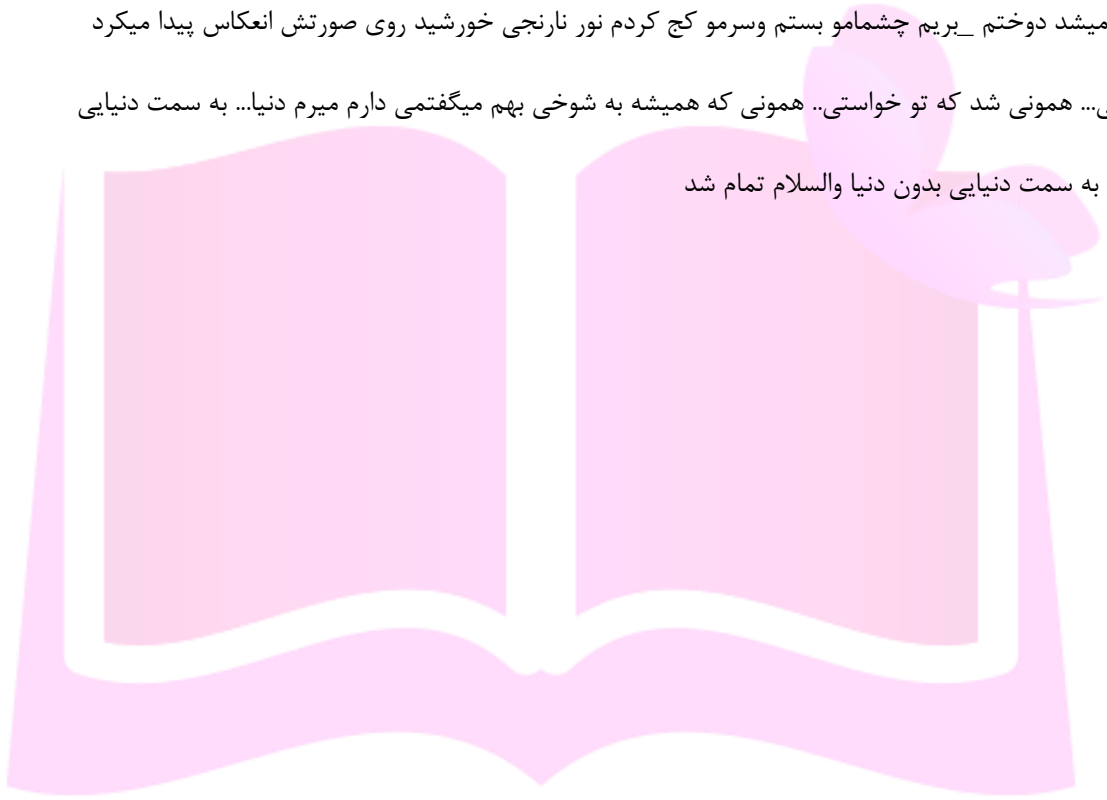 میشد دوختم _بریم چشمامو بستم وسرمو کج کردم نور نارنجی خورشید روی صورتش انعکاس پیدا میکرد
ی... همونی شد که تو خواستی.. همونی که همیشه به شوخی بهم میگفتمی دارم میرم دنیا... به سمت دنیایی
به سمت دنیایی بدون دنیا والسلام تمام شد